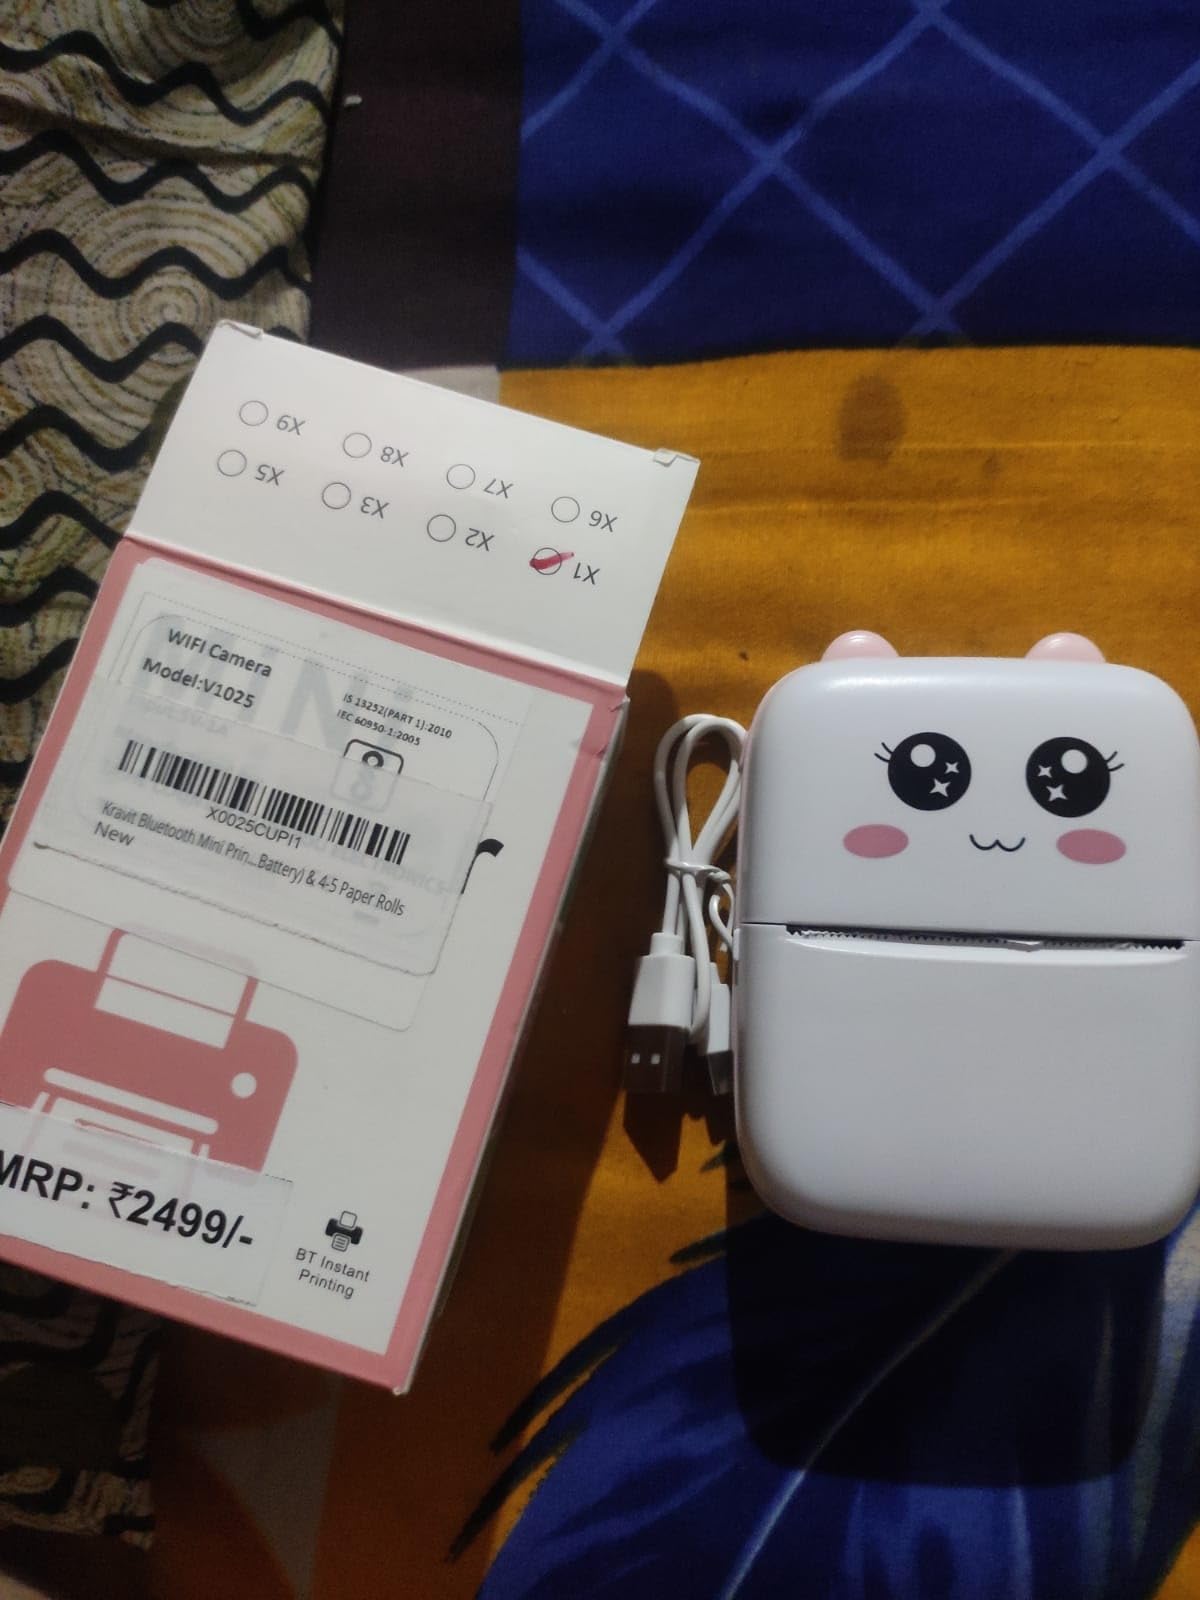 X9
X8
X7
X6
X5
X3
X2
X1
WIFI Camera
Model:V1025
IS 13252(PART 1):2010
IEC 60950-1:2005
X0025CUPI1
Kravit Bluetooth Mini Prin...Battery) & 4-5 Paper Rolls
New
MRP: ₹2499/-
BT Instant
Printing